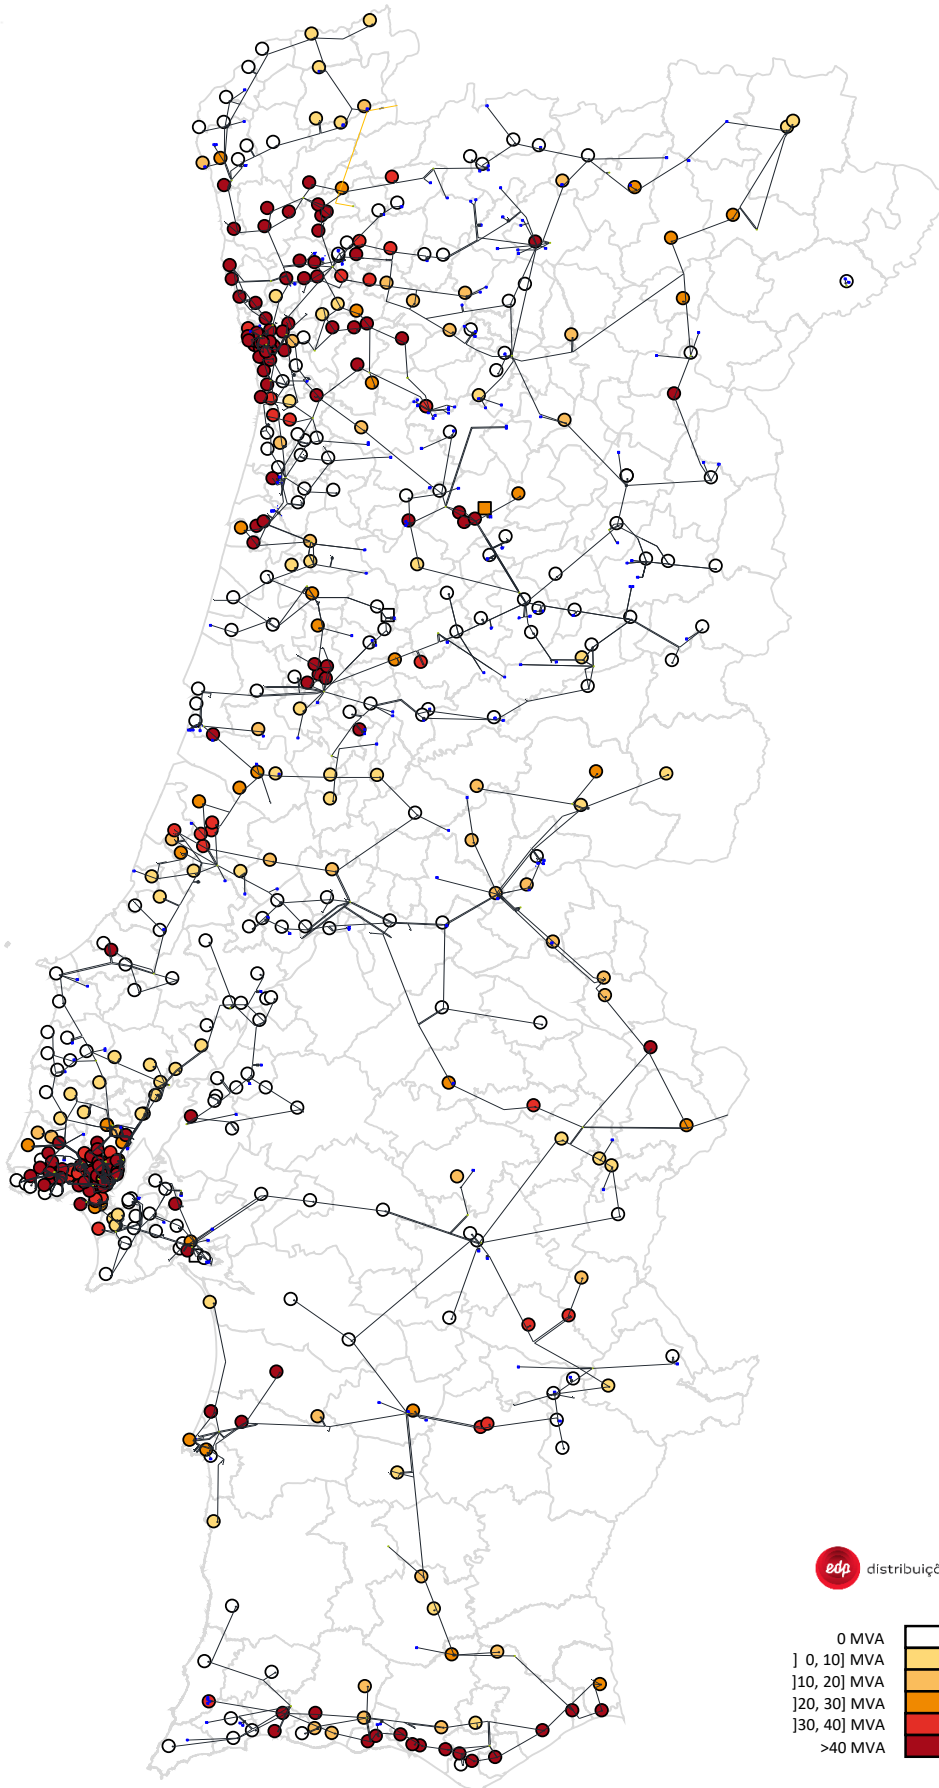 edp distribuiçã
0 MVA
] 0, 10] MVA
]10, 20] MVA
]20, 30] MVA
]30, 40] MVA
>40 MVA